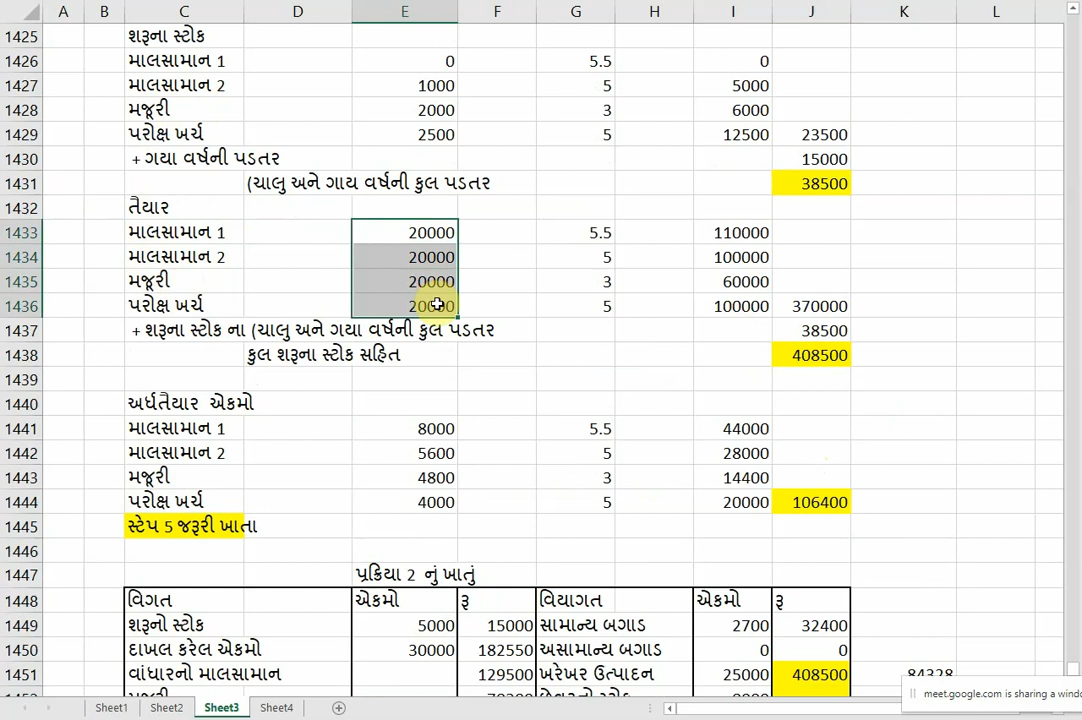 A B C D E F G H I J K L
1425 શરૂના સ્ટોક
1426 માલસામાન 1 0 5.5 0
1427 માલસામાન 2 1000 5 5000
1428 મજૂરી 2000 3 6000
1429 પરોક્ષ ખર્ચ 2500 5 12500 23500
1430 + ગયા વર્ષની પડતર 15000
1431 (ચાલુ અને ગાય વર્ષની કુલ પડતર 38500
1432 તૈયાર
1433 માલસામાન 1 20000 5.5 110000
1434 માલસામાન 2 20000 5 100000
1435 મજૂરી 20000 3 60000
1436 પરોક્ષ ખર્ચ 20000 5 100000 370000
1437 + શરૂના સ્ટોક ના (ચાલુ અને ગયા વર્ષની કુલ પડતર 38500
1438 કુલ શરૂના સ્ટોક સહિત 408500
1439
1440 અર્ધતૈયાર એકમો
1441 માલસામાન 1 8000 5.5 44000
1442 માલસામાન 2 5600 5 28000
1443 મજૂરી 4800 3 14400
1444 પરોક્ષ ખર્ચ 4000 5 20000 106400
1445 સ્ટેપ 5 જરૂરી ખાતા
1446
1447 પ્રક્રિયા 2 નું ખાતું
1448 વિગત એકમો રૂ વિયાગત એકમો રૂ
1449 શરૂનો સ્ટોક 5000 15000 સામાન્ય બગાડ 2700 32400
1450 દાખલ કરેલ એકમો 30000 182550 અસામાન્ય બગાડ 0 0
1451 વાંધારનો માલસામાન 129500 ખરેખર ઉત્પાદન 25000 408500 84328
meet.google.com is sharing a wind
Sheet1 Sheet2 Sheet3 Sheet4